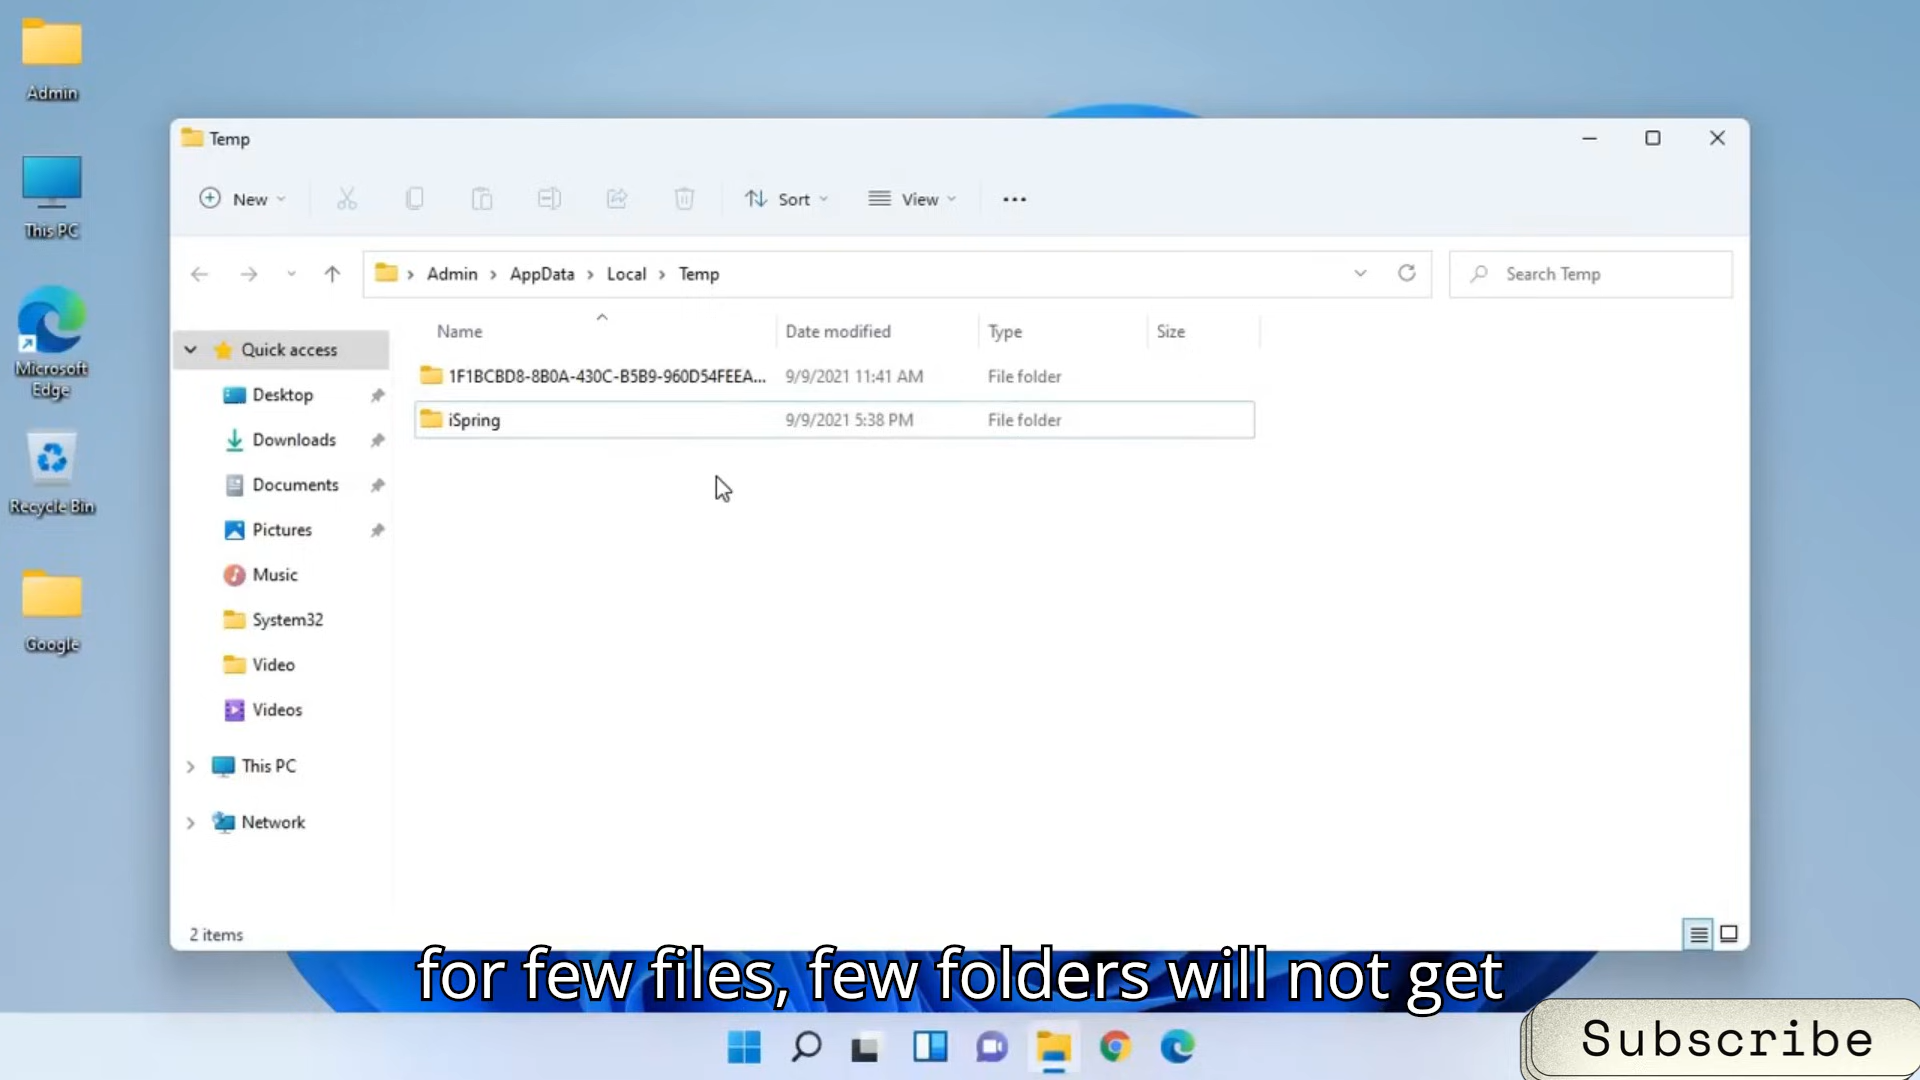 Admin
This PC
Microsoft
Edge
Recycle Bin
Google
Temp
New
Sort
View
Admin > AppData > Local > Temp
Search Temp
Name
Date modified
Type
Size
1F1BCBD8-8B0A-430C-B5B9-960D54FEEA...
9/9/2021 11:41 AM
File folder
iSpring
9/9/2021 5:38 PM
File folder
Quick access
Desktop
Downloads
Documents
Pictures
Music
System32
Video
Videos
This PC
Network
2 items
for few files, few folders will not get
Subscribe